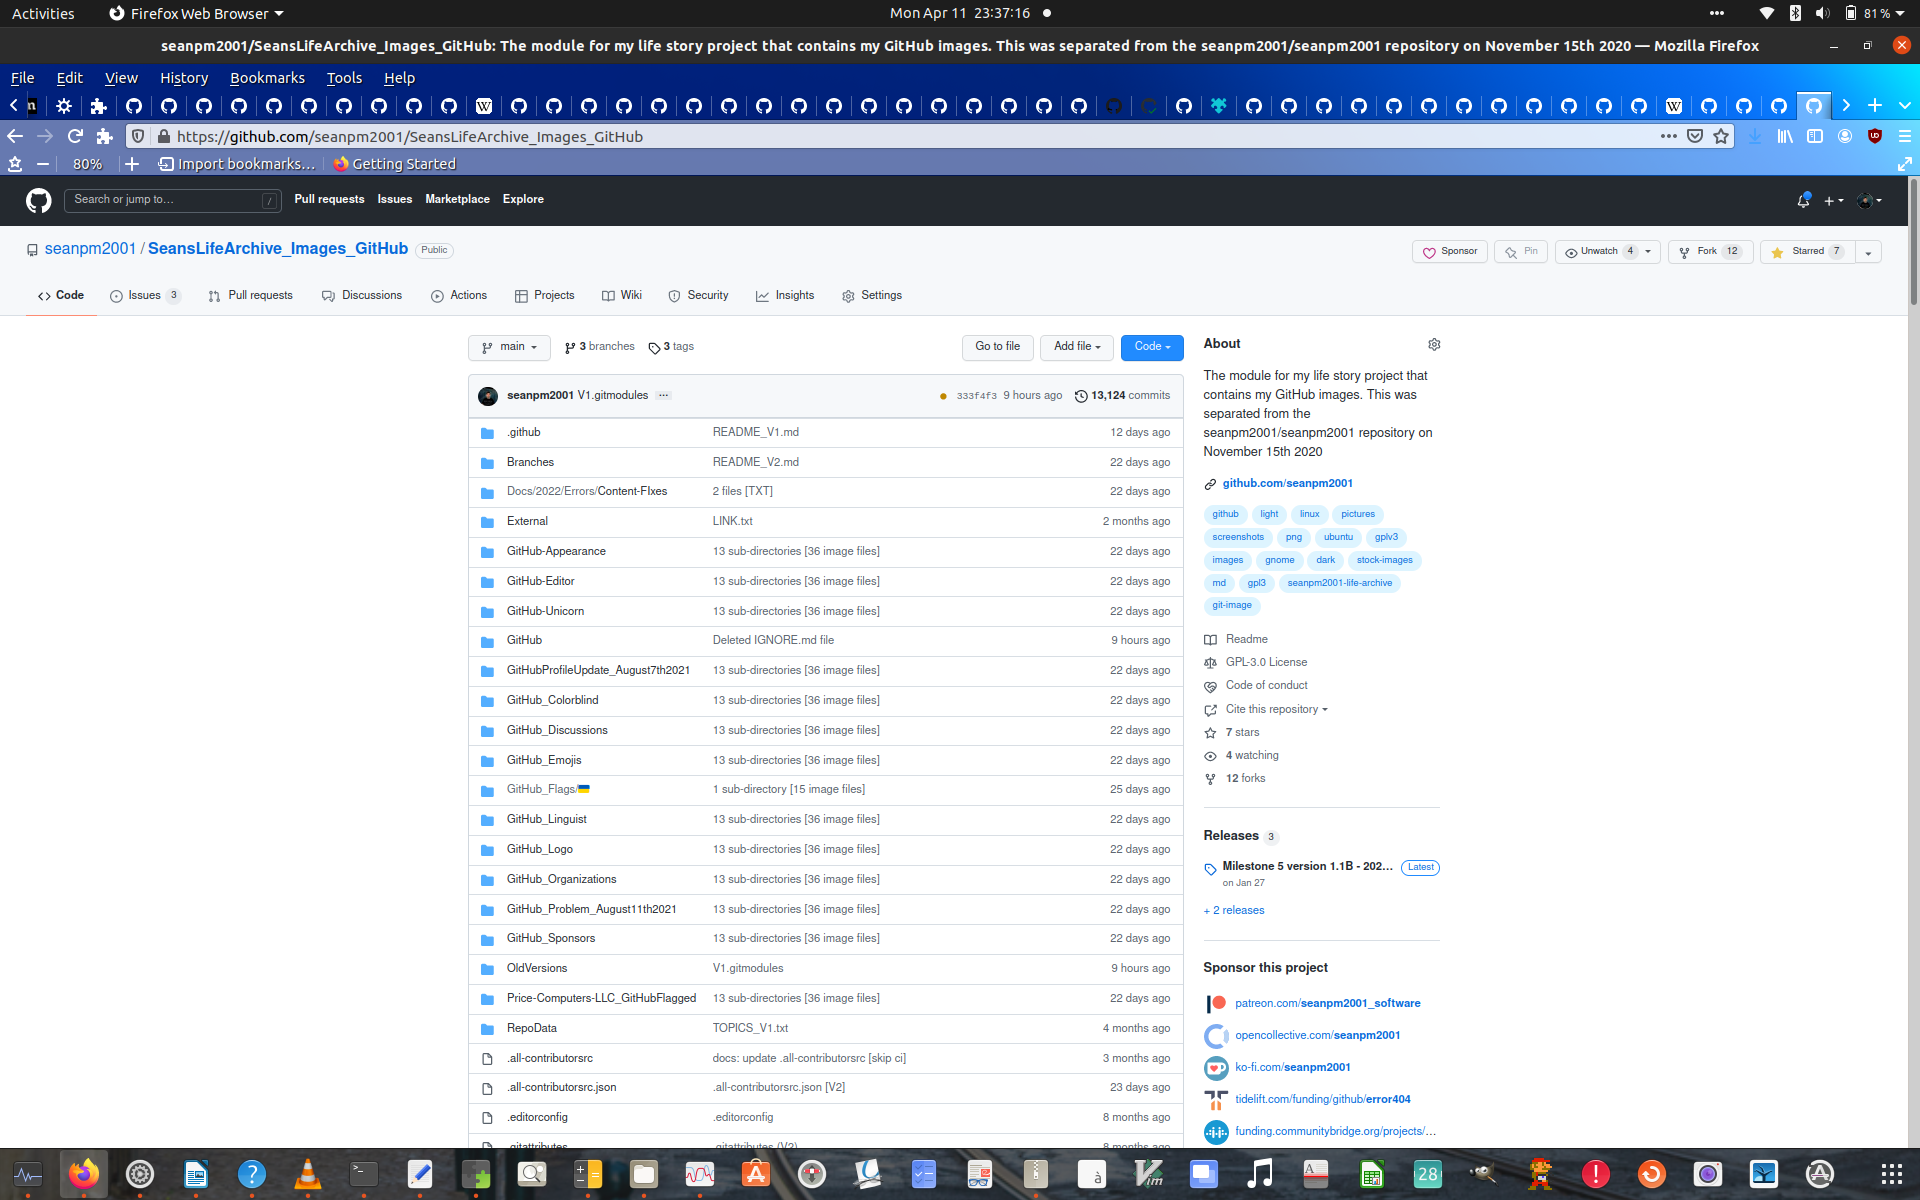 Activities
Firefox Web Browser
Mon Apr 11 23:37:16
81 %
seanpm2001/SeansLifeArchive_Images_GitHub: The module for my life story project that contains my GitHub images. This was separated from the seanpm2001/seanpm2001 repository on November 15th 2020 — Mozilla Firefox
File Edit View History Bookmarks Tools Help
https://github.com/seanpm2001/SeansLifeArchive_Images_GitHub
80% Import bookmarks... Getting Started
Search or jump to... / Pull requests Issues Marketplace Explore
seanpm2001 / SeansLifeArchive_Images_GitHub Public
Sponsor Pin Unwatch 4 Fork 12 Starred 7
Code Issues 3 Pull requests Discussions Actions Projects Wiki Security Insights Settings
main 3 branches 3 tags Go to file Add file Code
seanpm2001 V1.gitmodules ... 333f4f3 9 hours ago 13,124 commits
.github README_V1.md 12 days ago
Branches README_V2.md 22 days ago
Docs/2022/Errors/Content-FIxes 2 files [TXT] 22 days ago
External LINK.txt 2 months ago
GitHub-Appearance 13 sub-directories [36 image files] 22 days ago
GitHub-Editor 13 sub-directories [36 image files] 22 days ago
GitHub-Unicorn 13 sub-directories [36 image files] 22 days ago
GitHub Deleted IGNORE.md file 9 hours ago
GitHubProfileUpdate_August7th2021 13 sub-directories [36 image files] 22 days ago
GitHub_Colorblind 13 sub-directories [36 image files] 22 days ago
GitHub_Discussions 13 sub-directories [36 image files] 22 days ago
GitHub_Emojis 13 sub-directories [36 image files] 22 days ago
GitHub_Flags/🇺🇦 1 sub-directory [15 image files] 25 days ago
GitHub_Linguist 13 sub-directories [36 image files] 22 days ago
GitHub_Logo 13 sub-directories [36 image files] 22 days ago
GitHub_Organizations 13 sub-directories [36 image files] 22 days ago
GitHub_Problem_August11th2021 13 sub-directories [36 image files] 22 days ago
GitHub_Sponsors 13 sub-directories [36 image files] 22 days ago
OldVersions V1.gitmodules 9 hours ago
Price-Computers-LLC_GitHubFlagged 13 sub-directories [36 image files] 22 days ago
RepoData TOPICS_V1.txt 4 months ago
.all-contributorsrc docs: update .all-contributorsrc [skip ci] 3 months ago
.all-contributorsrc.json .all-contributorsrc.json [V2] 23 days ago
.editorconfig .editorconfig 8 months ago
.gitattributes .gitattributes (V2) 8 months ago
About
The module for my life story project that
contains my GitHub images. This was
separated from the
seanpm2001/seanpm2001 repository on
November 15th 2020
github.com/seanpm2001
github light linux pictures
screenshots png ubuntu gplv3
images gnome dark stock-images
md gpl3 seanpm2001-life-archive
git-image
Readme
GPL-3.0 License
Code of conduct
Cite this repository
7 stars
4 watching
12 forks
Releases 3
Milestone 5 version 1.1B - 202... Latest
on Jan 27
+ 2 releases
Sponsor this project
patreon.com/seanpm2001_software
opencollective.com/seanpm2001
ko-fi.com/seanpm2001
tidelift.com/funding/github/error404
funding.communitybridge.org/projects/...
28